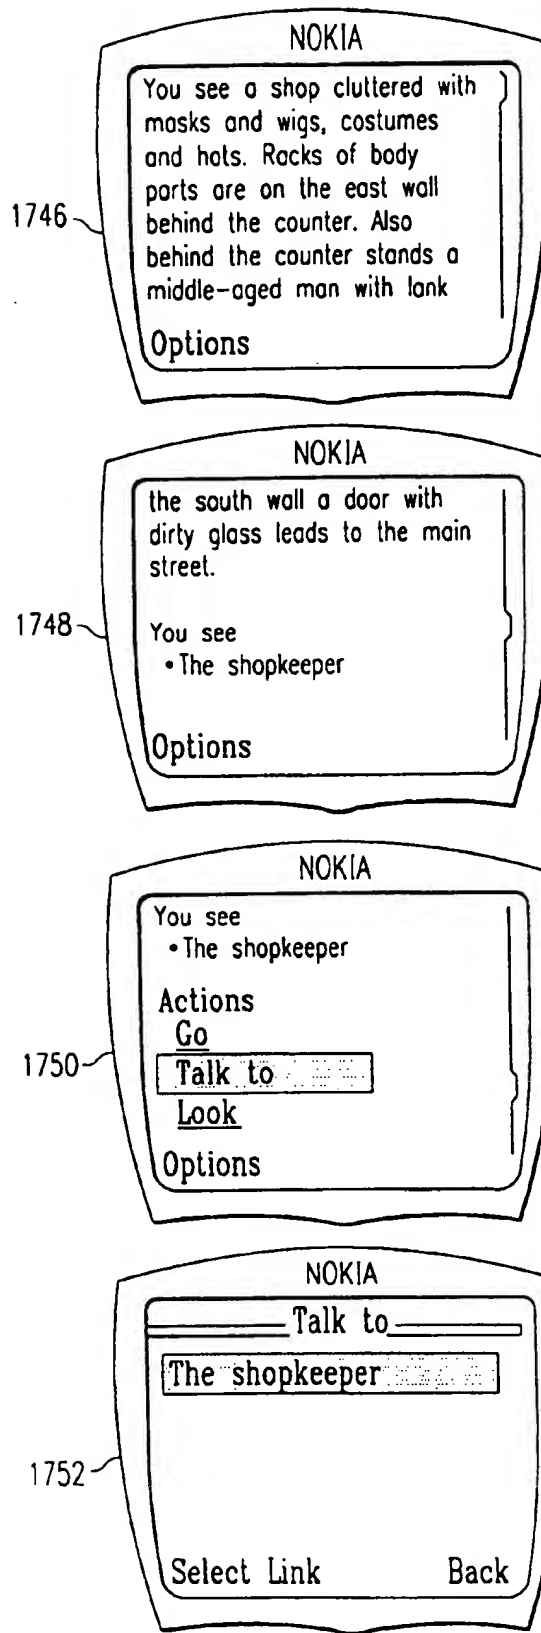 NOKIA
You see a shop cluttered with
masks and wigs, costumes
and hats. Racks of body
parts are on the east wall
behind the counter. Also
behind the counter stands a
middle-aged man with lank
Options
1746
NOKIA
the south wall a door with
dirty glass leads to the main
street.
You see
•The shopkeeper
Options
1748
NOKIA
You see
•The shopkeeper
Actions
Go
Talk to
Look
Options
1750
NOKIA
Talk to
The shopkeeper
Select Link Back
1752